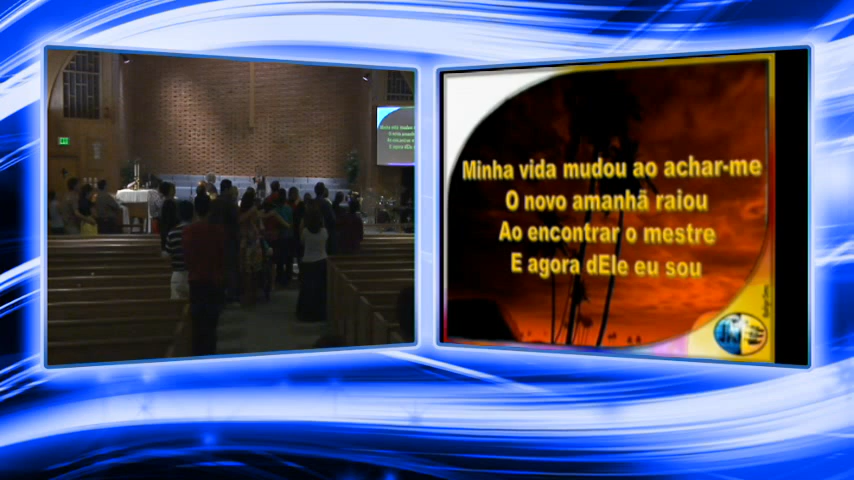 Minha vida mudou ao achar-me
O novo amanhã raiou
Ao encontrar o mestre
E agora dEle eu sou